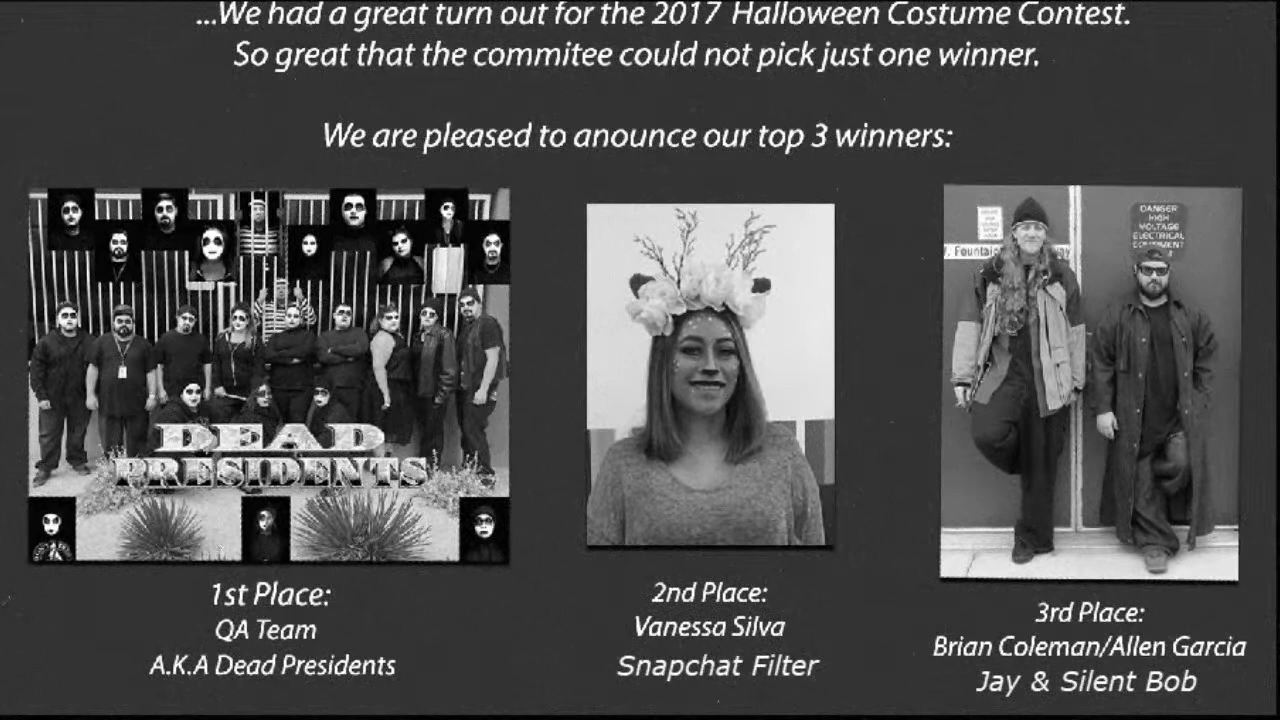 ...We had a great turn out for the 2017 Halloween Costume Contest.
So great that the commitee could not pick just one winner.
We are pleased to anounce our top 3 winners:
DEAD
PRESIDENTS
1st Place:
QA Team
A.K.A Dead Presidents
2nd Place:
Vanessa Silva
Snapchat Filter
DANGER
HIGH
VOLTAGE
ELECTRICAL
EQUIPMENT
. Fountain
3rd Place:
Brian Coleman/Allen Garcia
Jay & Silent Bob